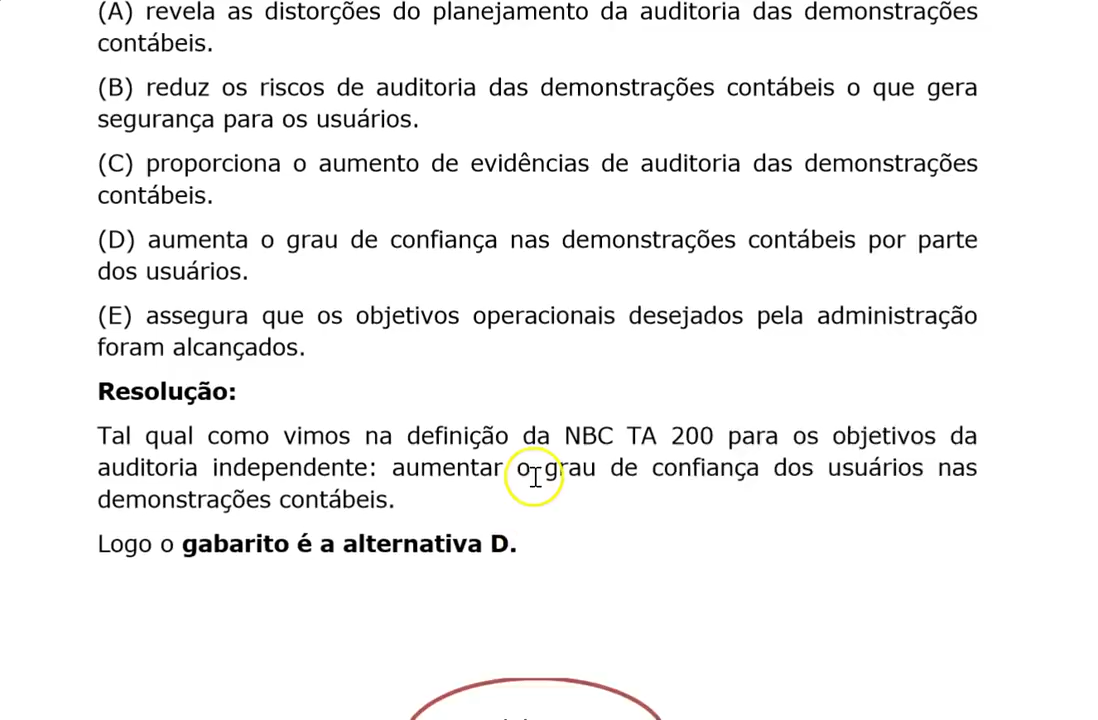 (A) revela as distorções do planejamento da auditoria das demonstrações
contábeis.
(B) reduz os riscos de auditoria das demonstrações contábeis o que gera
segurança para os usuários.
(C) proporciona o aumento de evidências de auditoria das demonstrações
contábeis.
(D) aumenta o grau de confiança nas demonstrações contábeis por parte
dos usuários.
(E) assegura que os objetivos operacionais desejados pela administração
foram alcançados.
Resolução:
Tal qual como vimos na definição da NBC TA 200 para os objetivos da
auditoria independente: aumentar o grau de confiança dos usuários nas
demonstrações contábeis.
Logo o gabarito é a alternativa D.